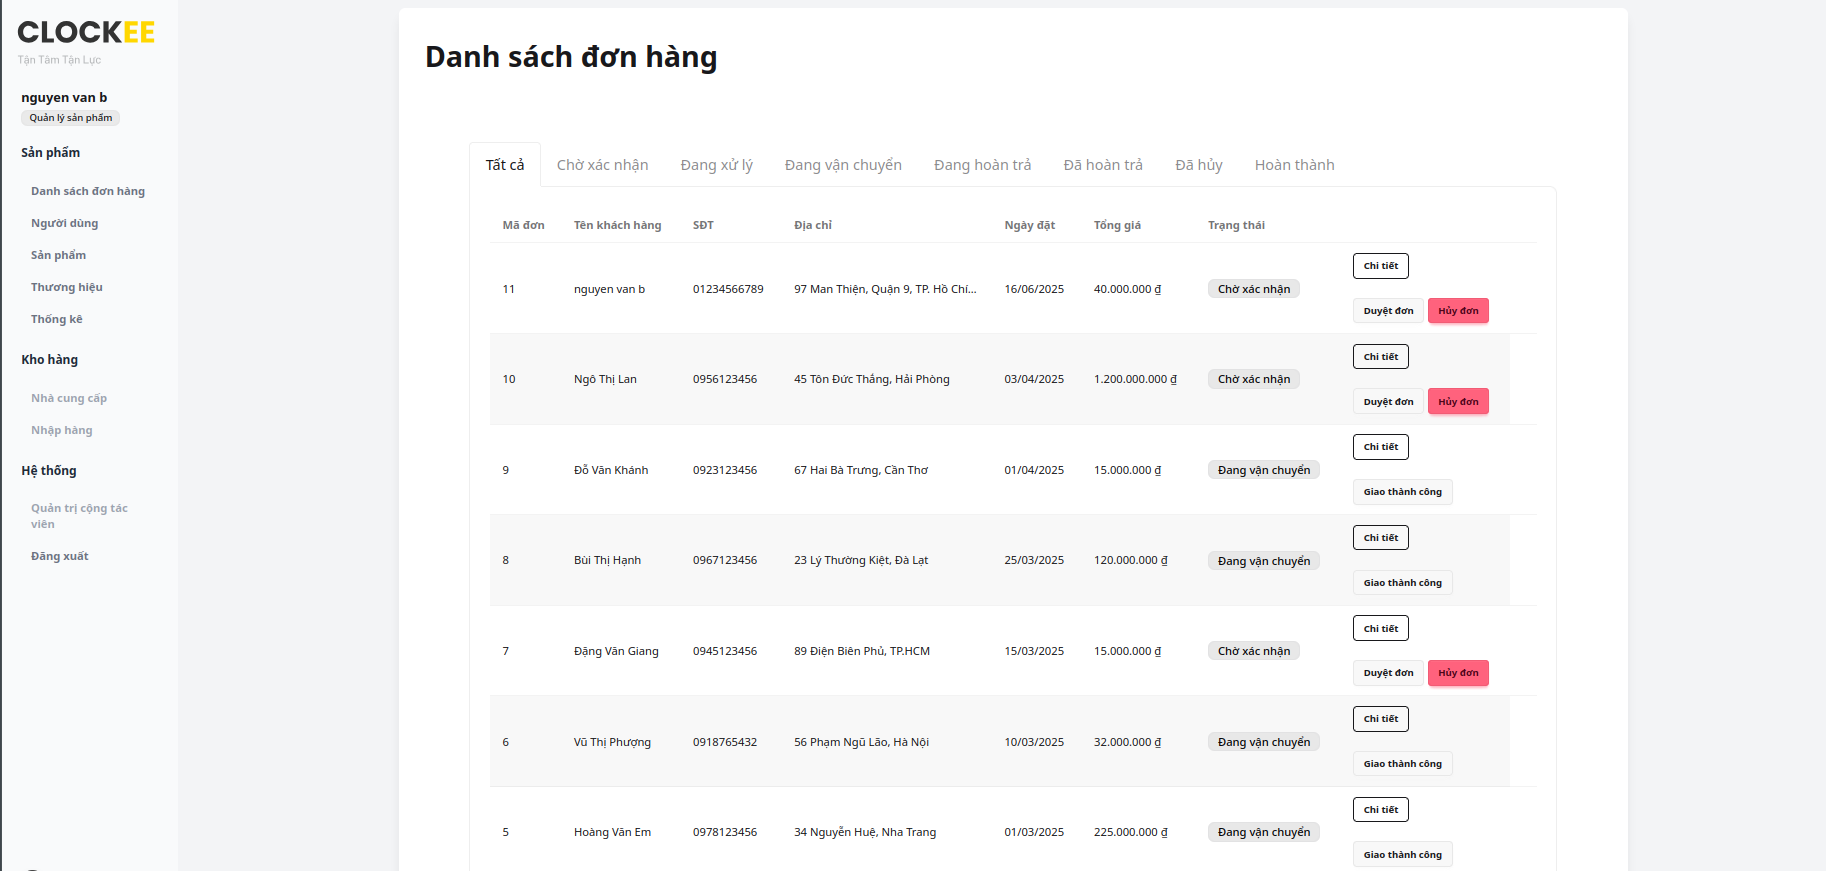 CLOCKEE
Tận Tâm Tận Lực
nguyen van b
Quản lý sản phẩm
Sản phẩm
Danh sách đơn hàng
Người dùng
Sản phẩm
Thương hiệu
Thống kê
Kho hàng
Nhà cung cấp
Nhập hàng
Hệ thống
Quản trị cộng tác
viên
Đăng xuất
Danh sách đơn hàng
Tất cả Chờ xác nhận Đang xử lý Đang vận chuyển Đang hoàn trả Đã hoàn trả Đã hủy Hoàn thành
Mã đơn Tên khách hàng SĐT Địa chỉ Ngày đặt Tổng giá Trạng thái
Chi tiết
11 nguyen van b 01234566789 97 Man Thiện, Quận 9, TP. Hồ Chí... 16/06/2025 40.000.000 ₫ Chờ xác nhận
Duyệt đơn Hủy đơn
Chi tiết
10 Ngô Thị Lan 0956123456 45 Tôn Đức Thắng, Hải Phòng 03/04/2025 1.200.000.000 ₫ Chờ xác nhận
Duyệt đơn Hủy đơn
Chi tiết
9 Đỗ Văn Khánh 0923123456 67 Hai Bà Trưng, Cần Thơ 01/04/2025 15.000.000 ₫ Đang vận chuyển
Giao thành công
Chi tiết
8 Bùi Thị Hạnh 0967123456 23 Lý Thường Kiệt, Đà Lạt 25/03/2025 120.000.000 ₫ Đang vận chuyển
Giao thành công
Chi tiết
7 Đặng Văn Giang 0945123456 89 Điện Biên Phủ, TP.HCM 15/03/2025 15.000.000 ₫ Chờ xác nhận
Duyệt đơn Hủy đơn
Chi tiết
6 Vũ Thị Phượng 0918765432 56 Phạm Ngũ Lão, Hà Nội 10/03/2025 32.000.000 ₫ Đang vận chuyển
Giao thành công
Chi tiết
5 Hoàng Văn Em 0978123456 34 Nguyễn Huệ, Nha Trang 01/03/2025 225.000.000 ₫ Đang vận chuyển
Giao thành công